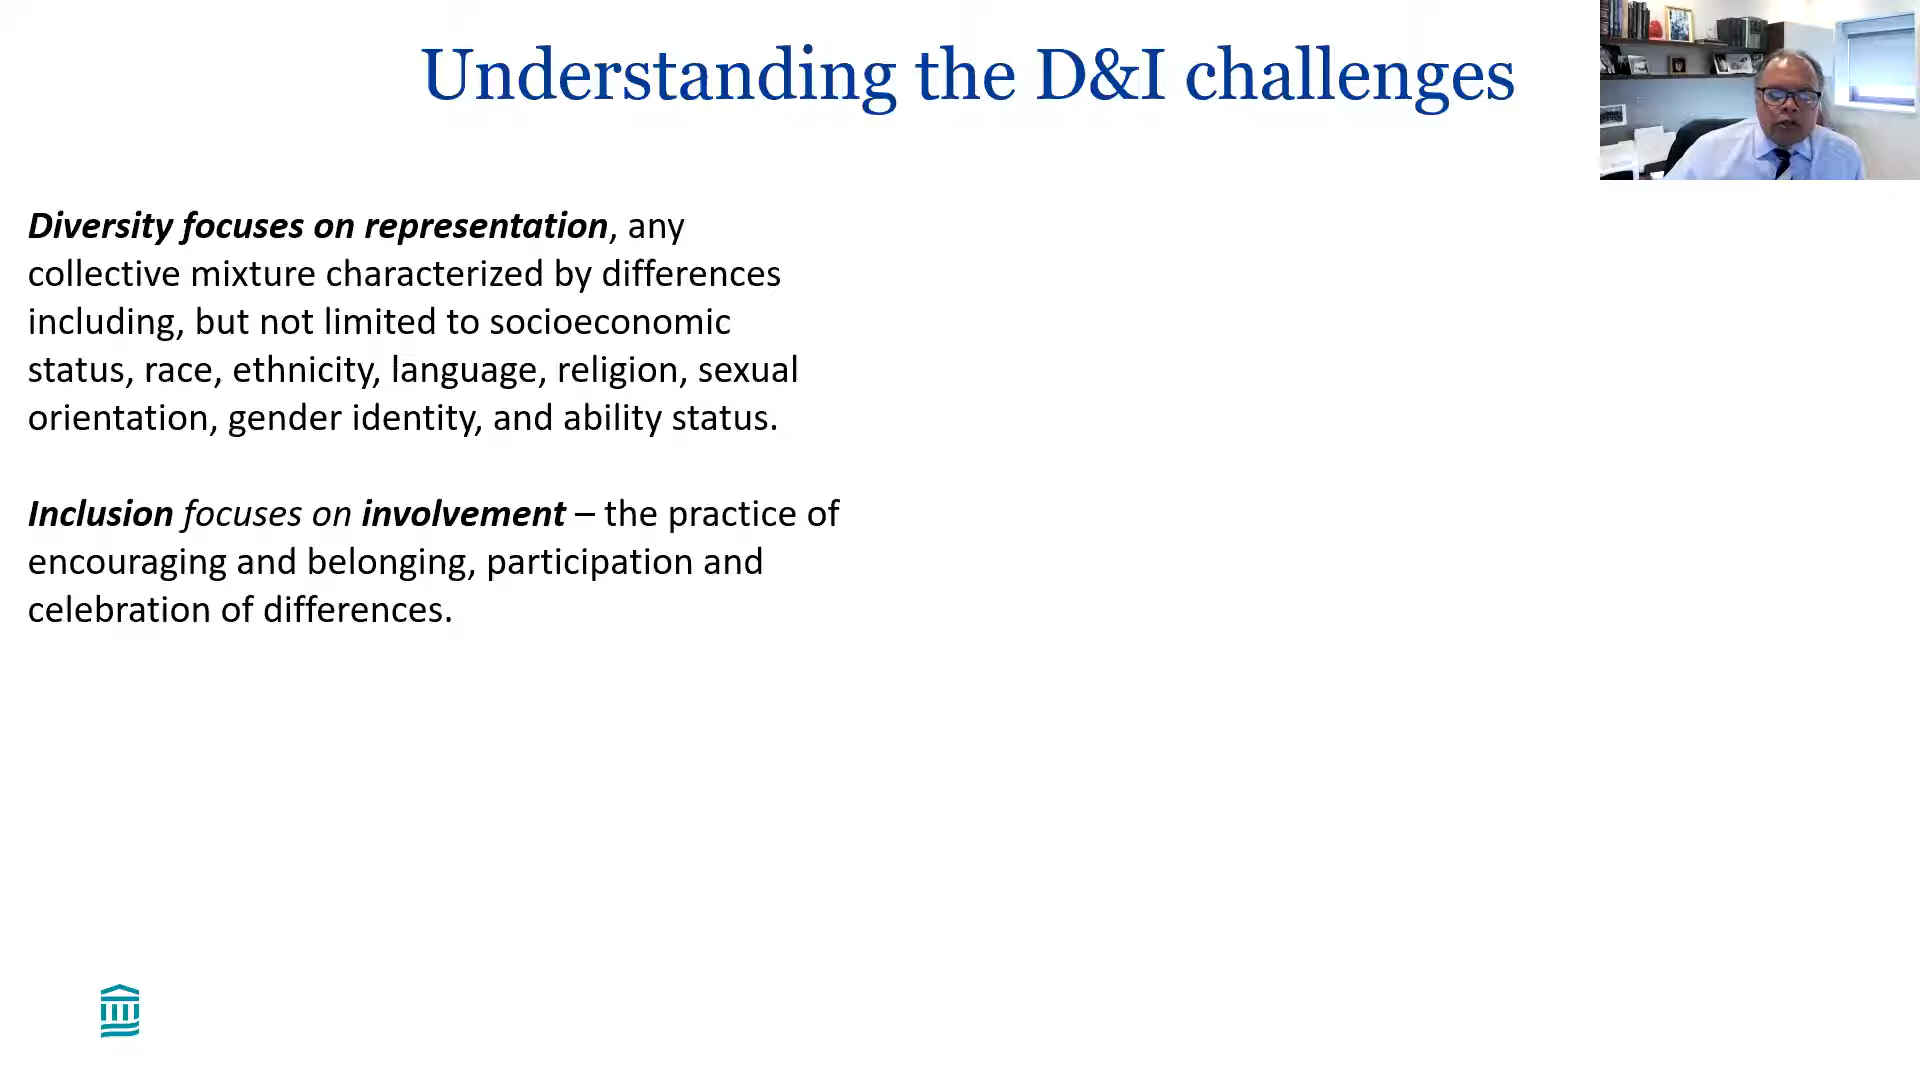 Understanding the D&I challenges
Diversity focuses on representation, any
collective mixture characterized by differences
including, but not limited to socioeconomic
status, race, ethnicity, language, religion, sexual
orientation, gender identity, and ability status.
Inclusion focuses on involvement – the practice of
encouraging and belonging, participation and
celebration of differences.